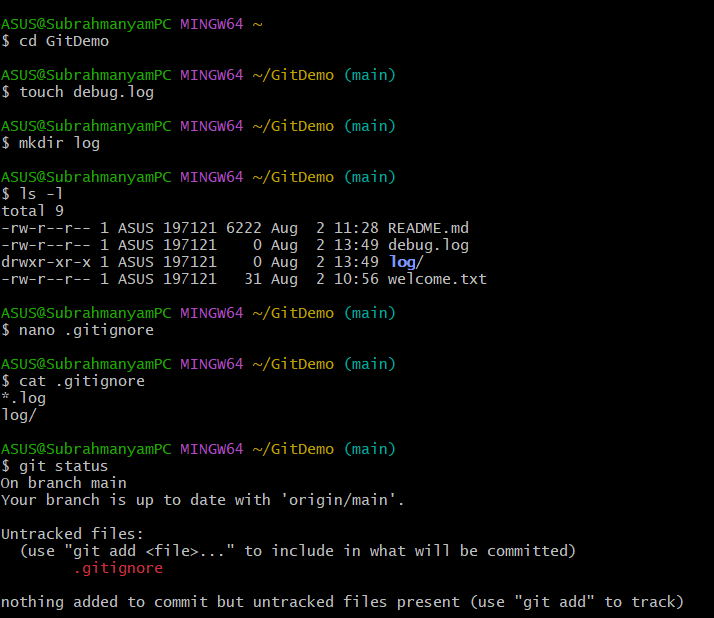 ASUS@SubrahmanyamPC MINGW64 ~
$ cd GitDemo
ASUS@SubrahmanyamPC MINGW64 ~/GitDemo (main)
$ touch debug.log
ASUS@SubrahmanyamPC MINGW64 ~/GitDemo (main)
$ mkdir log
ASUS@SubrahmanyamPC MINGW64 ~/GitDemo (main)
$ ls -l
total 9
-rw-r--r-- 1 ASUS 197121 6222 Aug  2 11:28 README.md
-rw-r--r-- 1 ASUS 197121    0 Aug  2 13:49 debug.log
drwxr-xr-x 1 ASUS 197121    0 Aug  2 13:49 log/
-rw-r--r-- 1 ASUS 197121   31 Aug  2 10:56 welcome.txt
ASUS@SubrahmanyamPC MINGW64 ~/GitDemo (main)
$ nano .gitignore
ASUS@SubrahmanyamPC MINGW64 ~/GitDemo (main)
$ cat .gitignore
*.log
log/
ASUS@SubrahmanyamPC MINGW64 ~/GitDemo (main)
$ git status
On branch main
Your branch is up to date with 'origin/main'.
Untracked files:
  (use "git add <file>..." to include in what will be committed)
        .gitignore
nothing added to commit but untracked files present (use "git add" to track)